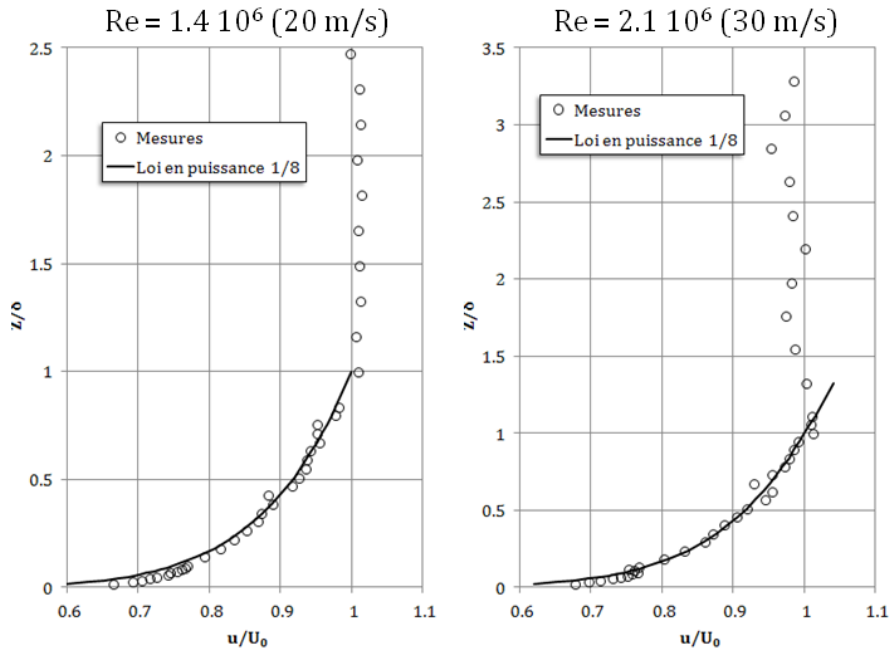 Re = 1.4 10⁶ (20 m/s)
2.5
2
1.5
1
0.5
0
Z/δ
Mesures
Loi en puissance 1/8
0.6 0.7 0.8 0.9 1 1.1
u/U₀
Re = 2.1 10⁶ (30 m/s)
3.5
3
2.5
2
1.5
1
0.5
0
Z/δ
Mesures
Loi en puissance 1/8
0.6 0.7 0.8 0.9 1 1.1
u/U₀